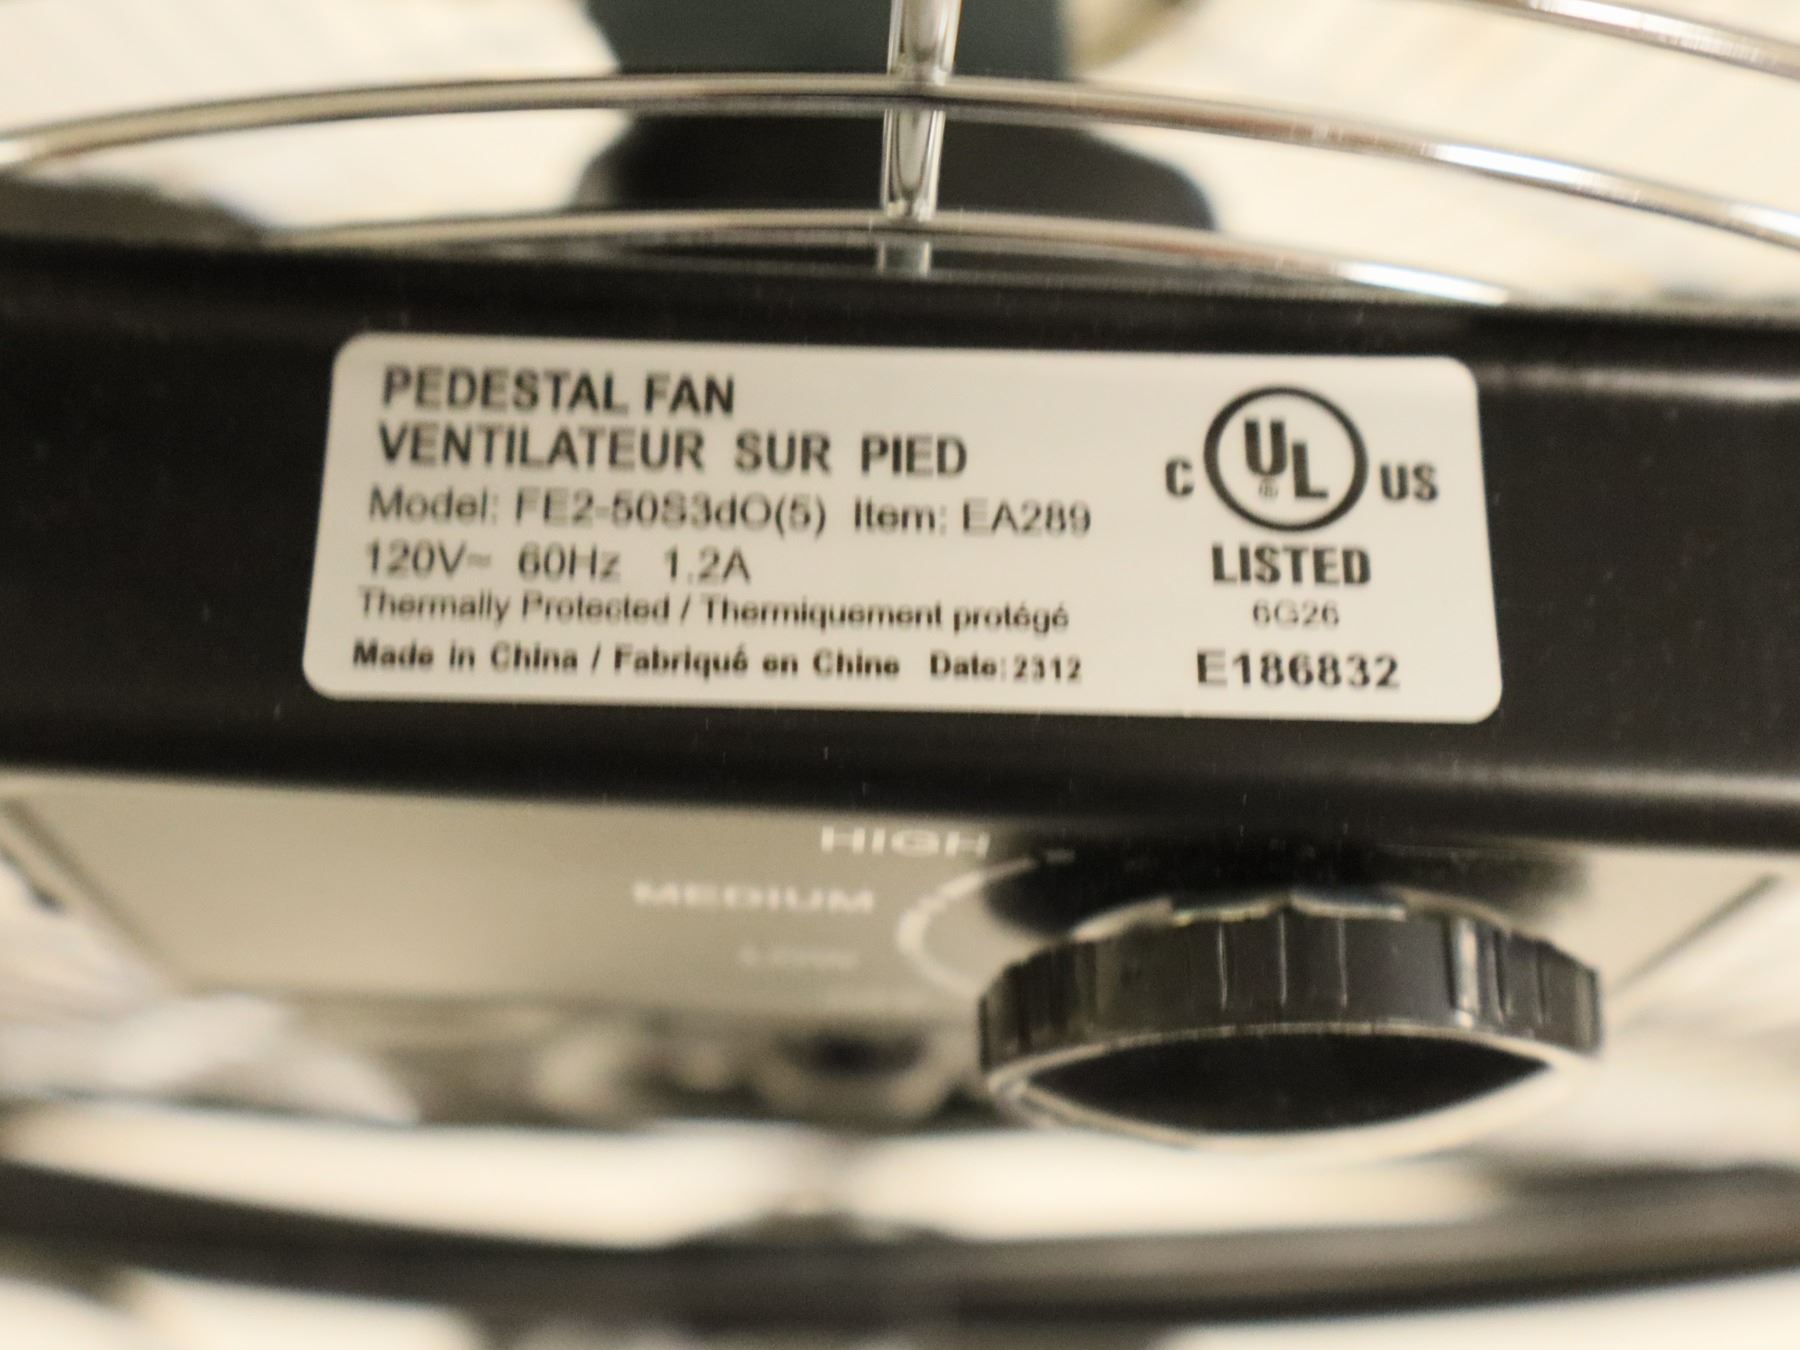 PEDESTAL FAN
VENTILATEUR SUR PIED
Model: FE2-50S3dO(5) Item: EA289
120V~ 60Hz 1.2A
Thermally Protected / Thermiquement protégé
Made in China / Fabriqué en Chine Date: 2312
C UL ® US
LISTED
6G26
E186832
HIGH
MEDIUM
LOW